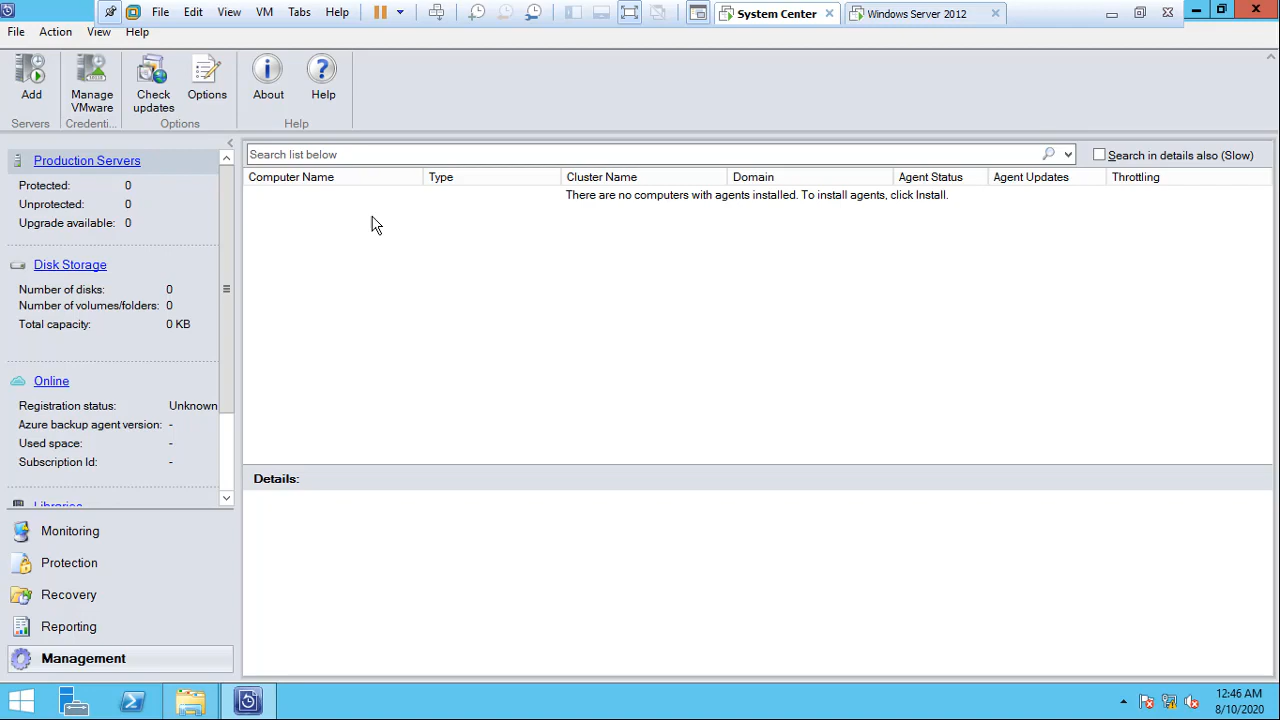 File Edit View VM Tabs Help System Center Windows Server 2012
File Action View Help
Add
Manage VMware
Check updates
Options
About
Help
Servers Credenti... Options Help
Production Servers
Protected: 0
Unprotected: 0
Upgrade available: 0
Disk Storage
Number of disks: 0
Number of volumes/folders: 0
Total capacity: 0 KB
Online
Registration status: Unknown
Azure backup agent version: -
Used space: -
Subscription Id: -
Libraries
Monitoring
Protection
Recovery
Reporting
Management
Search list below Search in details also (Slow)
Computer Name Type Cluster Name Domain Agent Status Agent Updates Throttling
There are no computers with agents installed. To install agents, click Install.
Details:
12:46 AM
8/10/2020